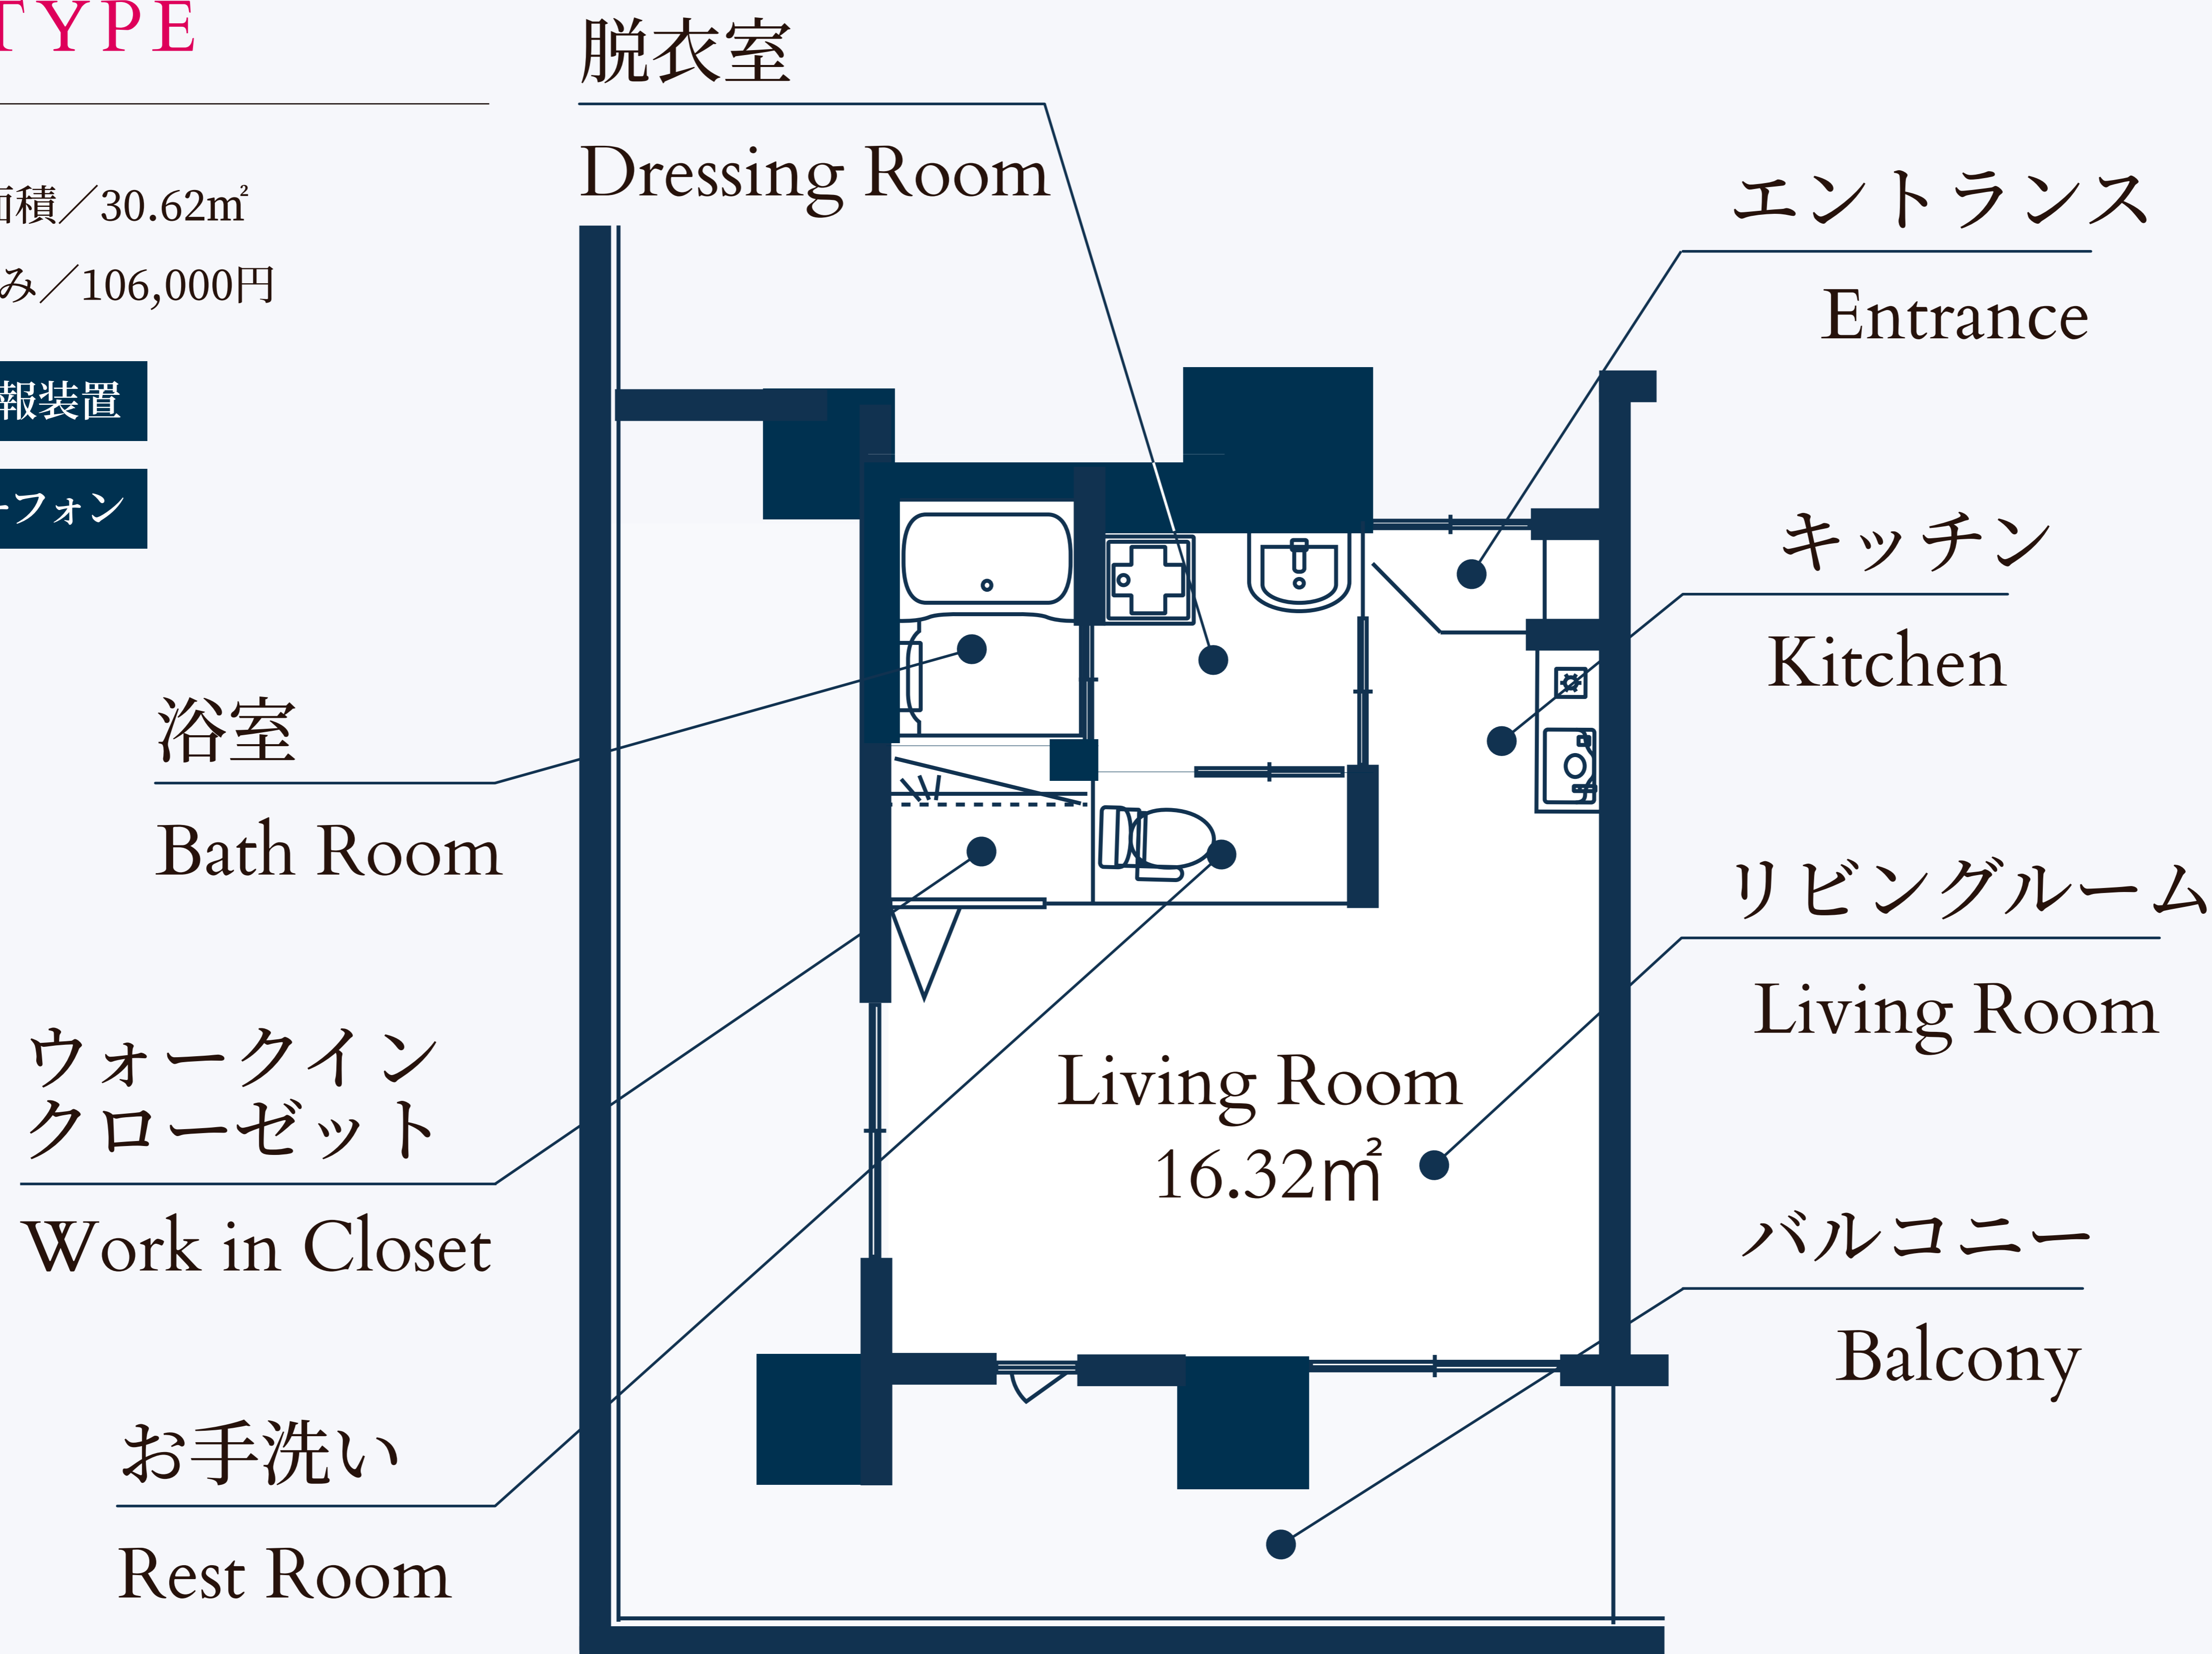 TYPE
面積／30.62㎡
み／106,000円
報装置
ーフォン
脱衣室
Dressing Room
エントランス
Entrance
キッチン
Kitchen
浴室
Bath Room
リビングルーム
Living Room
ウォークイン
クローゼット
Work in Closet
Living Room
16.32㎡
バルコニー
Balcony
お手洗い
Rest Room